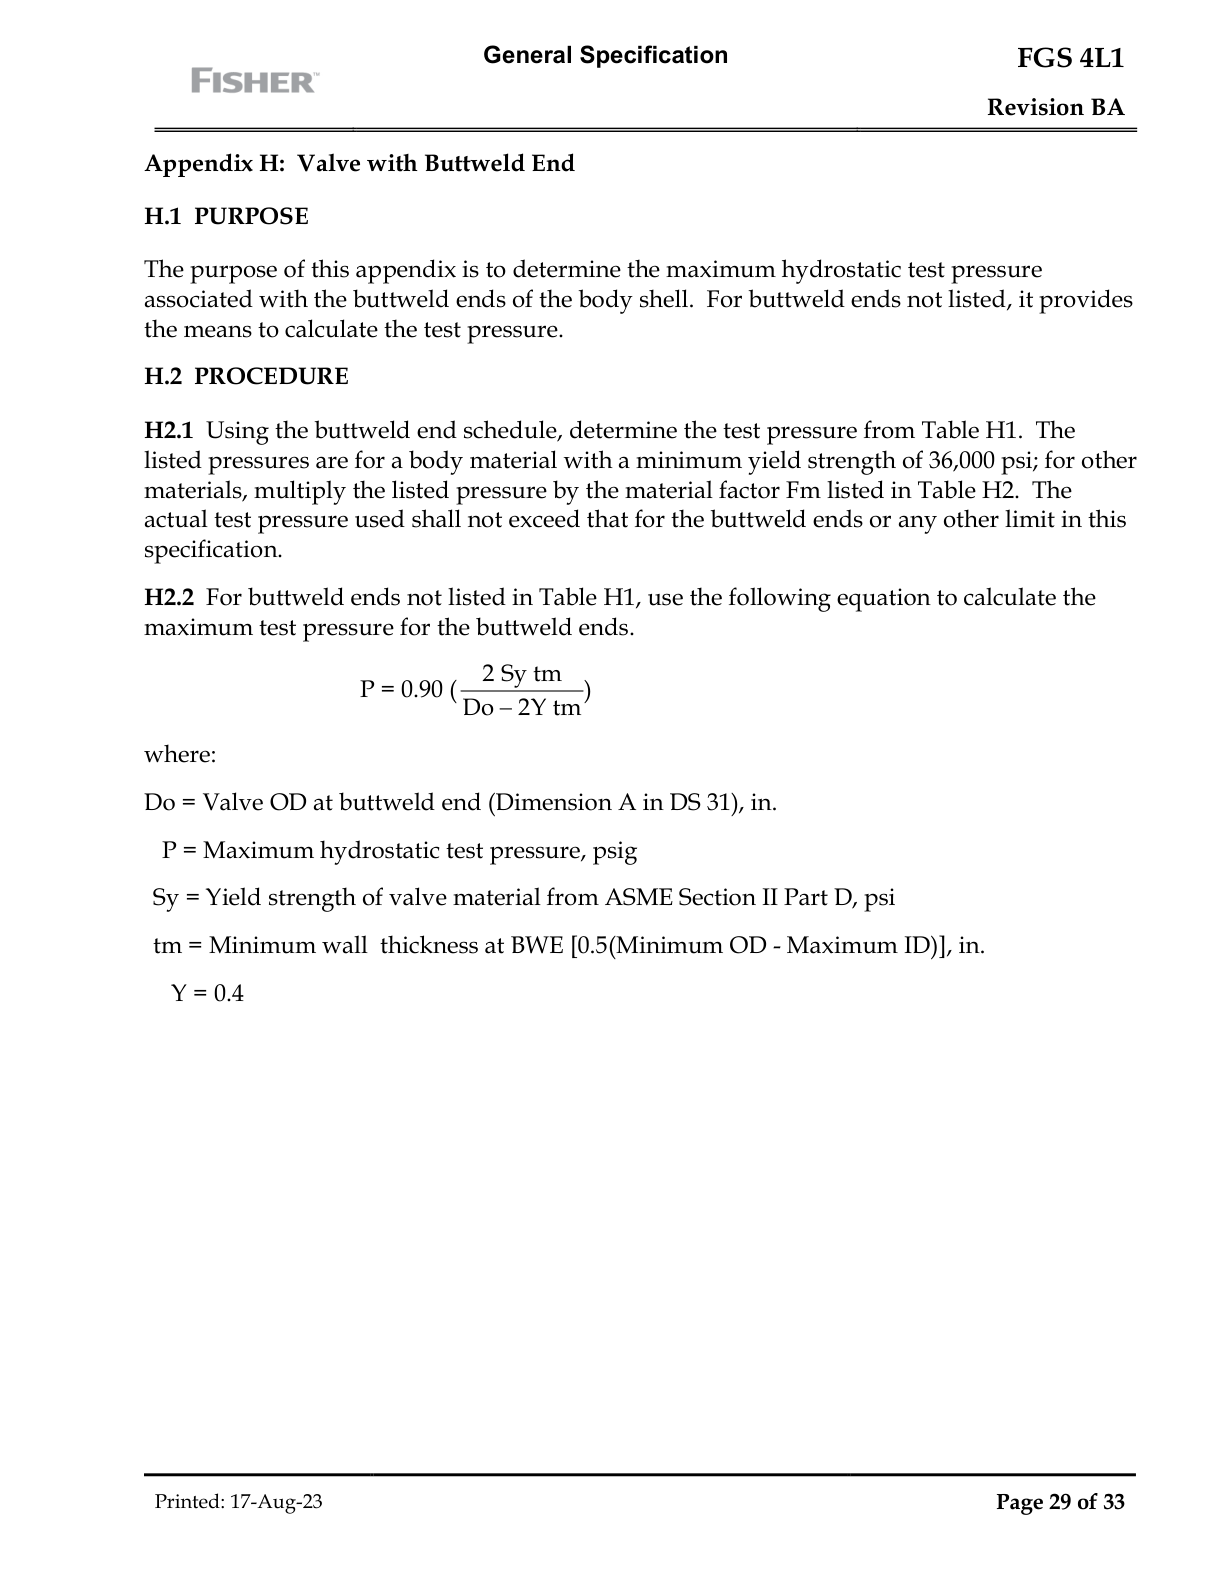 General Specification
FGS 4L1
FISHER™
Revision BA
Appendix H:  Valve with Buttweld End
H.1  PURPOSE
The purpose of this appendix is to determine the maximum hydrostatic test pressure
associated with the buttweld ends of the body shell.  For buttweld ends not listed, it provides
the means to calculate the test pressure.
H.2  PROCEDURE
H2.1  Using the buttweld end schedule, determine the test pressure from Table H1.  The
listed pressures are for a body material with a minimum yield strength of 36,000 psi; for other
materials, multiply the listed pressure by the material factor Fm listed in Table H2.  The
actual test pressure used shall not exceed that for the buttweld ends or any other limit in this
specification.
H2.2  For buttweld ends not listed in Table H1, use the following equation to calculate the
maximum test pressure for the buttweld ends.
2 Sy tm
P = 0.90 ( )
Do – 2Y tm
where:
Do = Valve OD at buttweld end (Dimension A in DS 31), in.
P = Maximum hydrostatic test pressure, psig
Sy = Yield strength of valve material from ASME Section II Part D, psi
tm = Minimum wall  thickness at BWE [0.5(Minimum OD - Maximum ID)], in.
Y = 0.4
Printed: 17-Aug-23
Page 29 of 33